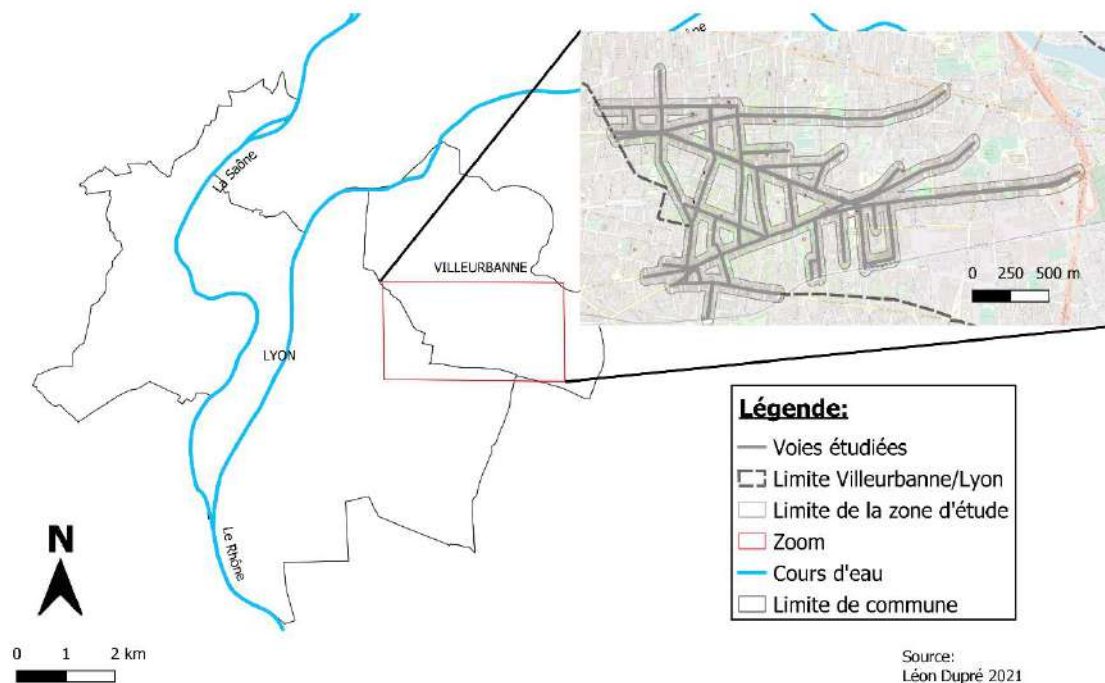 La Saône
VILLEURBANNE
LYON
Le Rhône
0 250 500 m
Légende:
Voies étudiées
Limite Villeurbanne/Lyon
Limite de la zone d'étude
Zoom
Cours d'eau
Limite de commune
N
0 1 2 km
Source:
Léon Dupré 2021